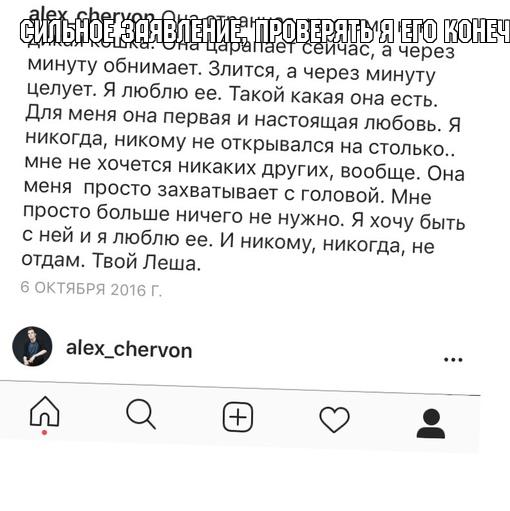 alex_chervon Она
СИЛЬНОЕ ЗАЯВЛЕНИЕ, ПРОВЕРЯТЬ Я ЕГО КОНЕЧ
дикая кошка. Она царапает сейчас, а через
минуту обнимает. Злится, а через минуту
целует. Я люблю ее. Такой какая она есть.
Для меня она первая и настоящая любовь. Я
никогда, никому не открывался на столько..
мне не хочется никаких других, вообще. Она
меня просто захватывает с головой. Мне
просто больше ничего не нужно. Я хочу быть
с ней и я люблю ее. И никому, никогда, не
отдам. Твой Леша.
6 ОКТЯБРЯ 2016 Г.
alex_chervon